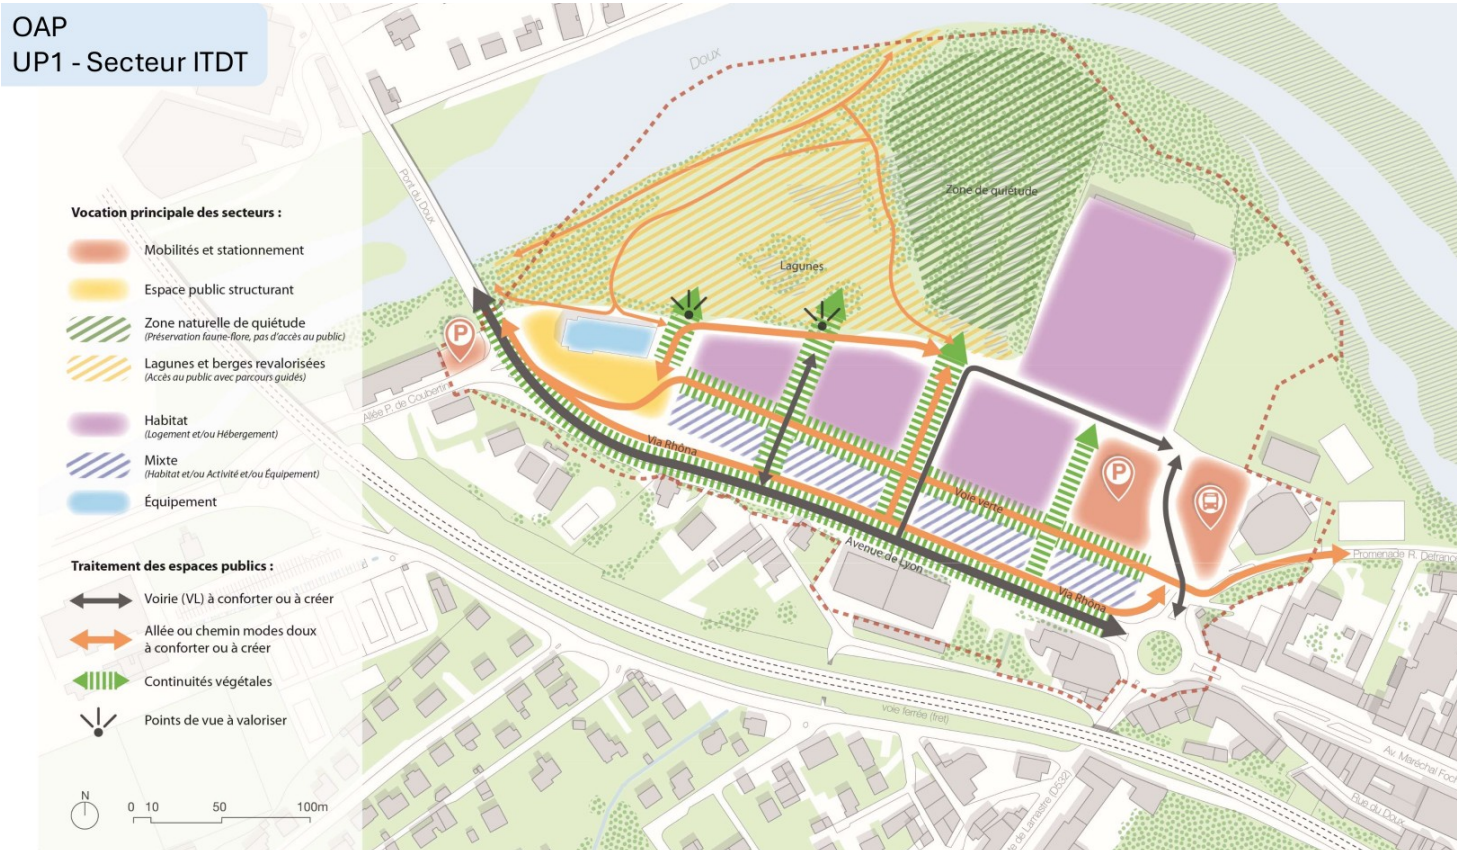 OAP
UP1 - Secteur ITDT
Vocation principale des secteurs :
Mobilités et stationnement
Espace public structurant
Zone naturelle de quiétude
(Préservation faune-flore, pas d'accès au public)
Lagunes et berges revalorisées
(Accès au public avec parcours guidés)
Habitat
(Logement et/ou Hébergement)
Mixte
(Habitat et/ou Activité et/ou Équipement)
Équipement
Traitement des espaces publics :
Voirie (VL) à conforter ou à créer
Allée ou chemin modes doux
à conforter ou à créer
Continuités végétales
Points de vue à valoriser
N
0 10 50 100m
Doux
Pont du Doux
Zone de quiétude
Lagunes
P
Allée P. de Coubertin
Via Rhôna
Voie verte
P
Avenue de Lyon
Via Rhôna
Promenade R. Defrance
voie ferrée (fret)
Av. Maréchal Foch
Rue du Doux
de Lamastre (D532)